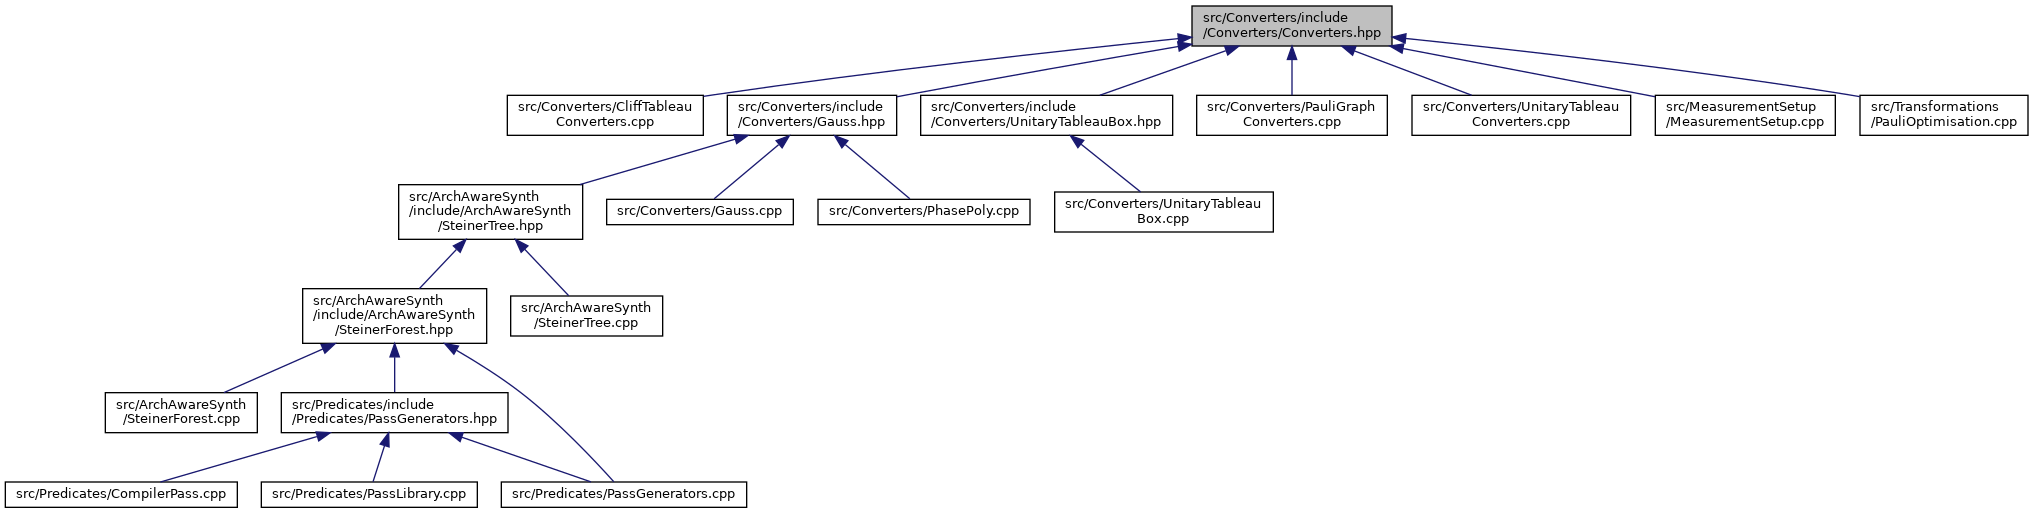 src/Converters/include
/Converters/Converters.hpp
src/Converters/CliffTableau
Converters.cpp
src/Converters/include
/Converters/Gauss.hpp
src/Converters/include
/Converters/UnitaryTableauBox.hpp
src/Converters/PauliGraph
Converters.cpp
src/Converters/UnitaryTableau
Converters.cpp
src/MeasurementSetup
/MeasurementSetup.cpp
src/Transformations
/PauliOptimisation.cpp
src/ArchAwareSynth
/include/ArchAwareSynth
/SteinerTree.hpp
src/Converters/Gauss.cpp
src/Converters/PhasePoly.cpp
src/Converters/UnitaryTableau
Box.cpp
src/ArchAwareSynth
/include/ArchAwareSynth
/SteinerForest.hpp
src/ArchAwareSynth
/SteinerTree.cpp
src/ArchAwareSynth
/SteinerForest.cpp
src/Predicates/include
/Predicates/PassGenerators.hpp
src/Predicates/CompilerPass.cpp
src/Predicates/PassLibrary.cpp
src/Predicates/PassGenerators.cpp